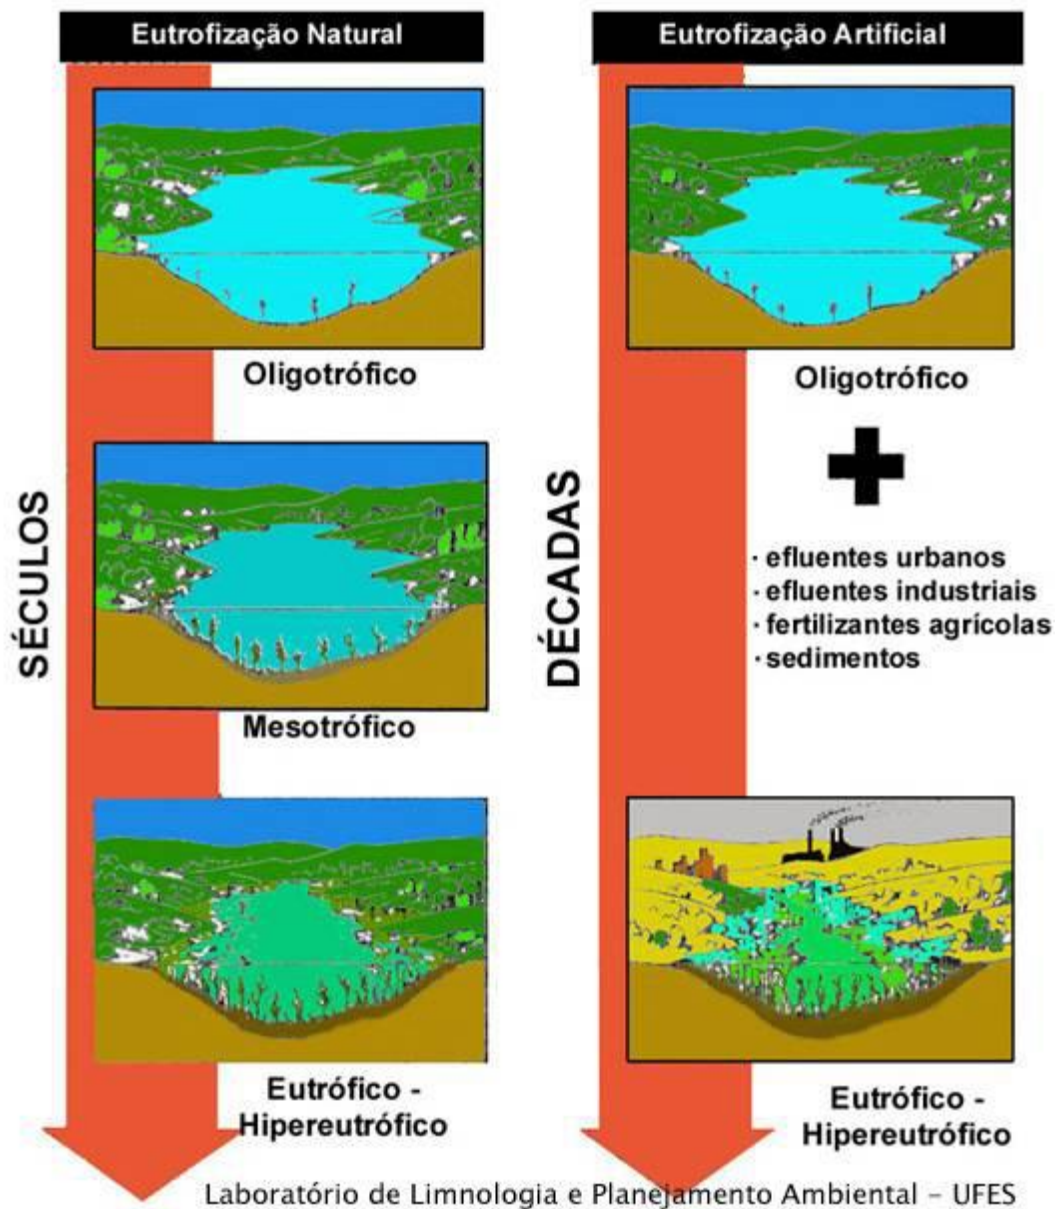 Eutrofização Natural
Oligotrófico
SÉCULOS
Mesotrófico
Eutrófico -
Hipereutrófico
Eutrofização Artificial
Oligotrófico
DÉCADAS
· efluentes urbanos
· efluentes industriais
· fertilizantes agrícolas
· sedimentos
Eutrófico -
Hipereutrófico
Laboratório de Limnologia e Planejamento Ambiental - UFES